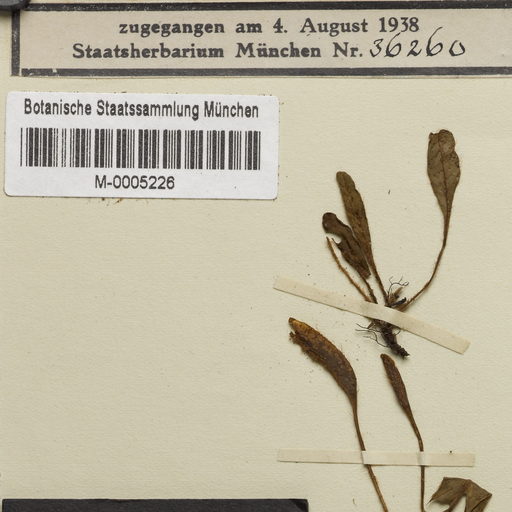 zugegangen am 4. August 1938
Staatsherbarium München Nr. 36260
Botanische Staatssammlung München
M-0005226